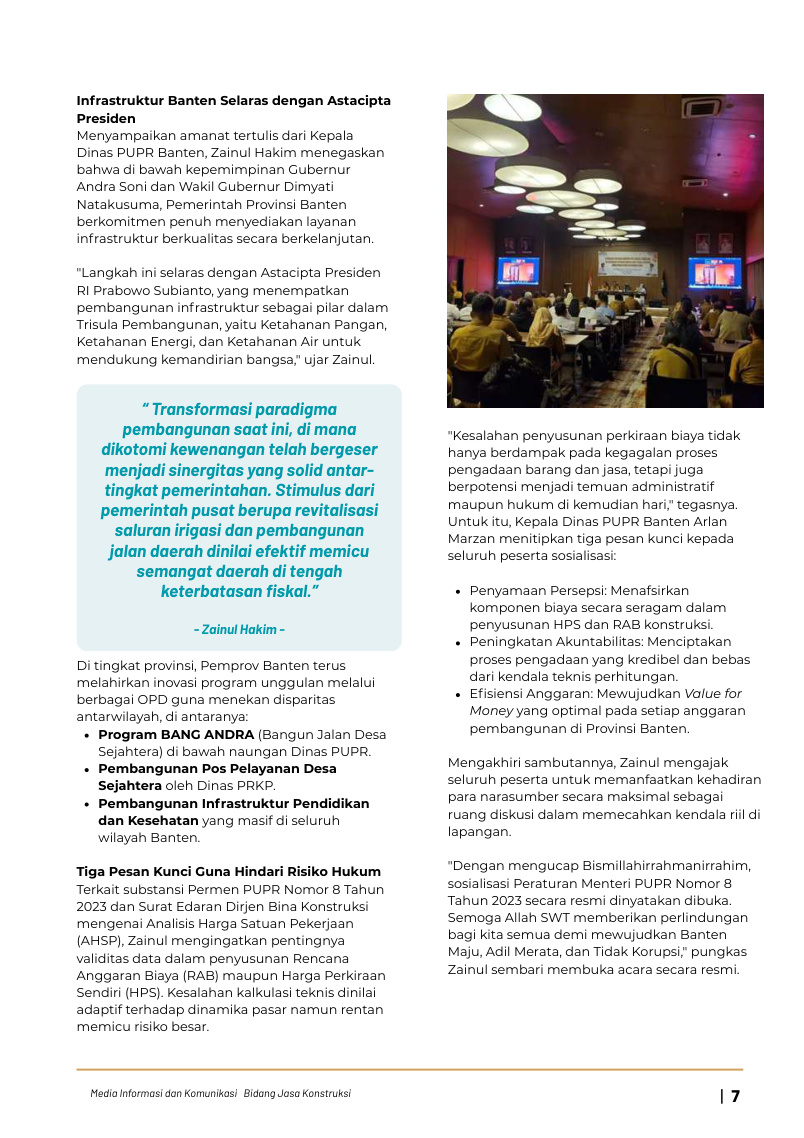 Infrastruktur Banten Selaras dengan Astacipta
Presiden
Menyampaikan amanat tertulis dari Kepala
Dinas PUPR Banten, Zainul Hakim menegaskan
bahwa di bawah kepemimpinan Gubernur
Andra Soni dan Wakil Gubernur Dimyati
Natakusuma, Pemerintah Provinsi Banten
berkomitmen penuh menyediakan layanan
infrastruktur berkualitas secara berkelanjutan.
"Langkah ini selaras dengan Astacipta Presiden
RI Prabowo Subianto, yang menempatkan
pembangunan infrastruktur sebagai pilar dalam
Trisula Pembangunan, yaitu Ketahanan Pangan,
Ketahanan Energi, dan Ketahanan Air untuk
mendukung kemandirian bangsa," ujar Zainul.
“ Transformasi paradigma
pembangunan saat ini, di mana
dikotomi kewenangan telah bergeser
menjadi sinergitas yang solid antar-
tingkat pemerintahan. Stimulus dari
pemerintah pusat berupa revitalisasi
saluran irigasi dan pembangunan
jalan daerah dinilai efektif memicu
semangat daerah di tengah
keterbatasan fiskal.”
- Zainul Hakim -
Di tingkat provinsi, Pemprov Banten terus
melahirkan inovasi program unggulan melalui
berbagai OPD guna menekan disparitas
antarwilayah, di antaranya:
• Program BANG ANDRA (Bangun Jalan Desa
Sejahtera) di bawah naungan Dinas PUPR.
• Pembangunan Pos Pelayanan Desa
Sejahtera oleh Dinas PRKP.
• Pembangunan Infrastruktur Pendidikan
dan Kesehatan yang masif di seluruh
wilayah Banten.
Tiga Pesan Kunci Guna Hindari Risiko Hukum
Terkait substansi Permen PUPR Nomor 8 Tahun
2023 dan Surat Edaran Dirjen Bina Konstruksi
mengenai Analisis Harga Satuan Pekerjaan
(AHSP), Zainul mengingatkan pentingnya
validitas data dalam penyusunan Rencana
Anggaran Biaya (RAB) maupun Harga Perkiraan
Sendiri (HPS). Kesalahan kalkulasi teknis dinilai
adaptif terhadap dinamika pasar namun rentan
memicu risiko besar.
"Kesalahan penyusunan perkiraan biaya tidak
hanya berdampak pada kegagalan proses
pengadaan barang dan jasa, tetapi juga
berpotensi menjadi temuan administratif
maupun hukum di kemudian hari," tegasnya.
Untuk itu, Kepala Dinas PUPR Banten Arlan
Marzan menitipkan tiga pesan kunci kepada
seluruh peserta sosialisasi:
• Penyamaan Persepsi: Menafsirkan
komponen biaya secara seragam dalam
penyusunan HPS dan RAB konstruksi.
• Peningkatan Akuntabilitas: Menciptakan
proses pengadaan yang kredibel dan bebas
dari kendala teknis perhitungan.
• Efisiensi Anggaran: Mewujudkan Value for
Money yang optimal pada setiap anggaran
pembangunan di Provinsi Banten.
Mengakhiri sambutannya, Zainul mengajak
seluruh peserta untuk memanfaatkan kehadiran
para narasumber secara maksimal sebagai
ruang diskusi dalam memecahkan kendala riil di
lapangan.
"Dengan mengucap Bismillahirrahmanirrahim,
sosialisasi Peraturan Menteri PUPR Nomor 8
Tahun 2023 secara resmi dinyatakan dibuka.
Semoga Allah SWT memberikan perlindungan
bagi kita semua demi mewujudkan Banten
Maju, Adil Merata, dan Tidak Korupsi," pungkas
Zainul sembari membuka acara secara resmi.
Media Informasi dan Komunikasi Bidang Jasa Konstruksi
| 7